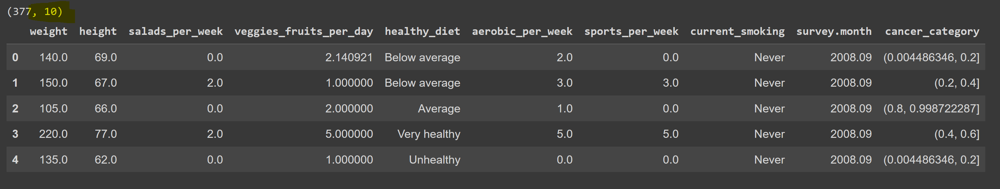 (377, 10)
weight height salads_per_week veggies_fruits_per_day healthy_diet aerobic_per_week sports_per_week current_smoking survey.month cancer_category
0 140.0 69.0 0.0 2.140921 Below average 2.0 0.0 Never 2008.09 (0.004486346, 0.2]
1 150.0 67.0 2.0 1.000000 Below average 3.0 3.0 Never 2008.09 (0.2, 0.4]
2 105.0 66.0 0.0 2.000000 Average 1.0 0.0 Never 2008.09 (0.8, 0.998722287]
3 220.0 77.0 2.0 5.000000 Very healthy 5.0 5.0 Never 2008.09 (0.4, 0.6]
4 135.0 62.0 0.0 1.000000 Unhealthy 0.0 0.0 Never 2008.09 (0.004486346, 0.2]